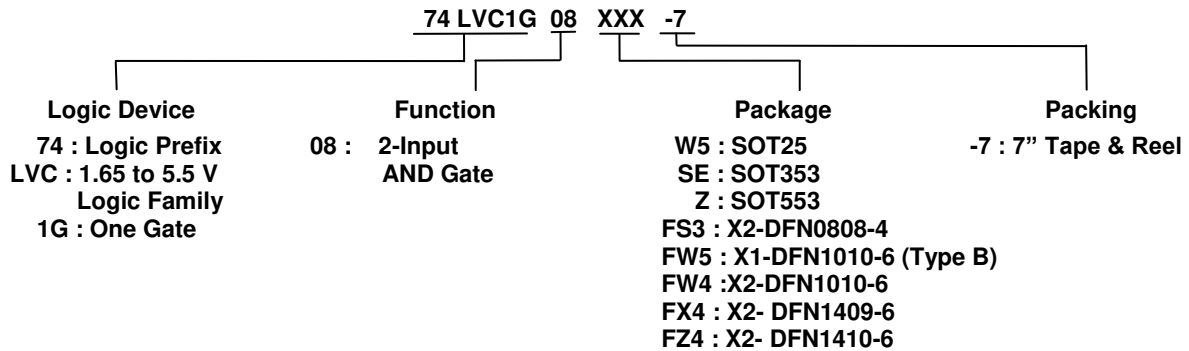 74 LVC1G 08 XXX -7
Logic Device
74 : Logic Prefix
LVC : 1.65 to 5.5 V
Logic Family
1G : One Gate
Function
08 : 2-Input
AND Gate
Package
W5 : SOT25
SE : SOT353
Z : SOT553
FS3 : X2-DFN0808-4
FW5 : X1-DFN1010-6 (Type B)
FW4 :X2-DFN1010-6
FX4 : X2- DFN1409-6
FZ4 : X2- DFN1410-6
Packing
-7 : 7” Tape & Reel